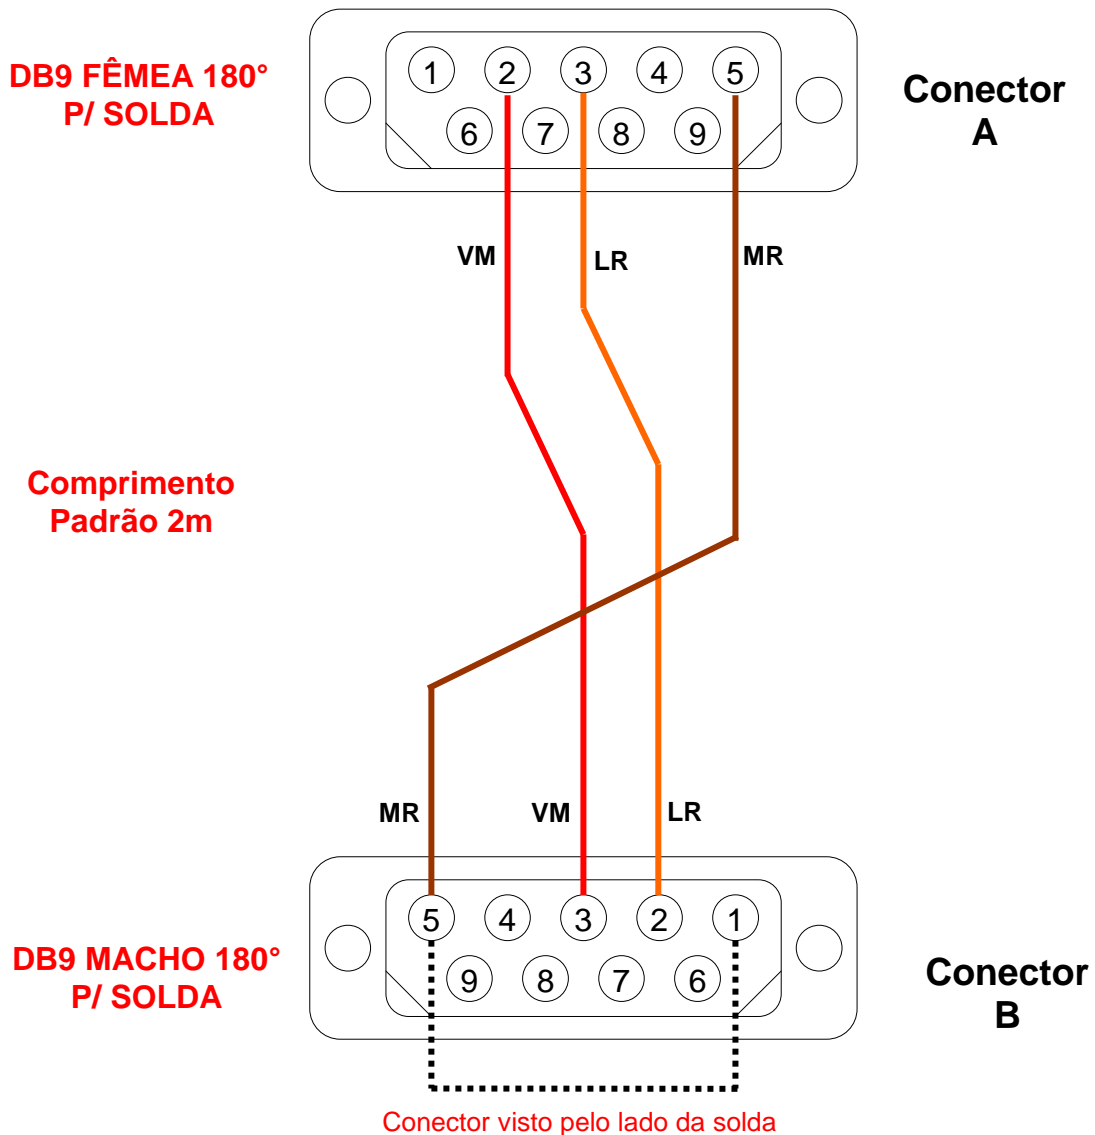 DB9 FÊMEA 180°
P/ SOLDA
1 2 3 4 5
6 7 8 9
Conector
A
VM LR MR
Comprimento
Padrão 2m
MR VM LR
DB9 MACHO 180°
P/ SOLDA
5 4 3 2 1
9 8 7 6
Conector
B
Conector visto pelo lado da solda